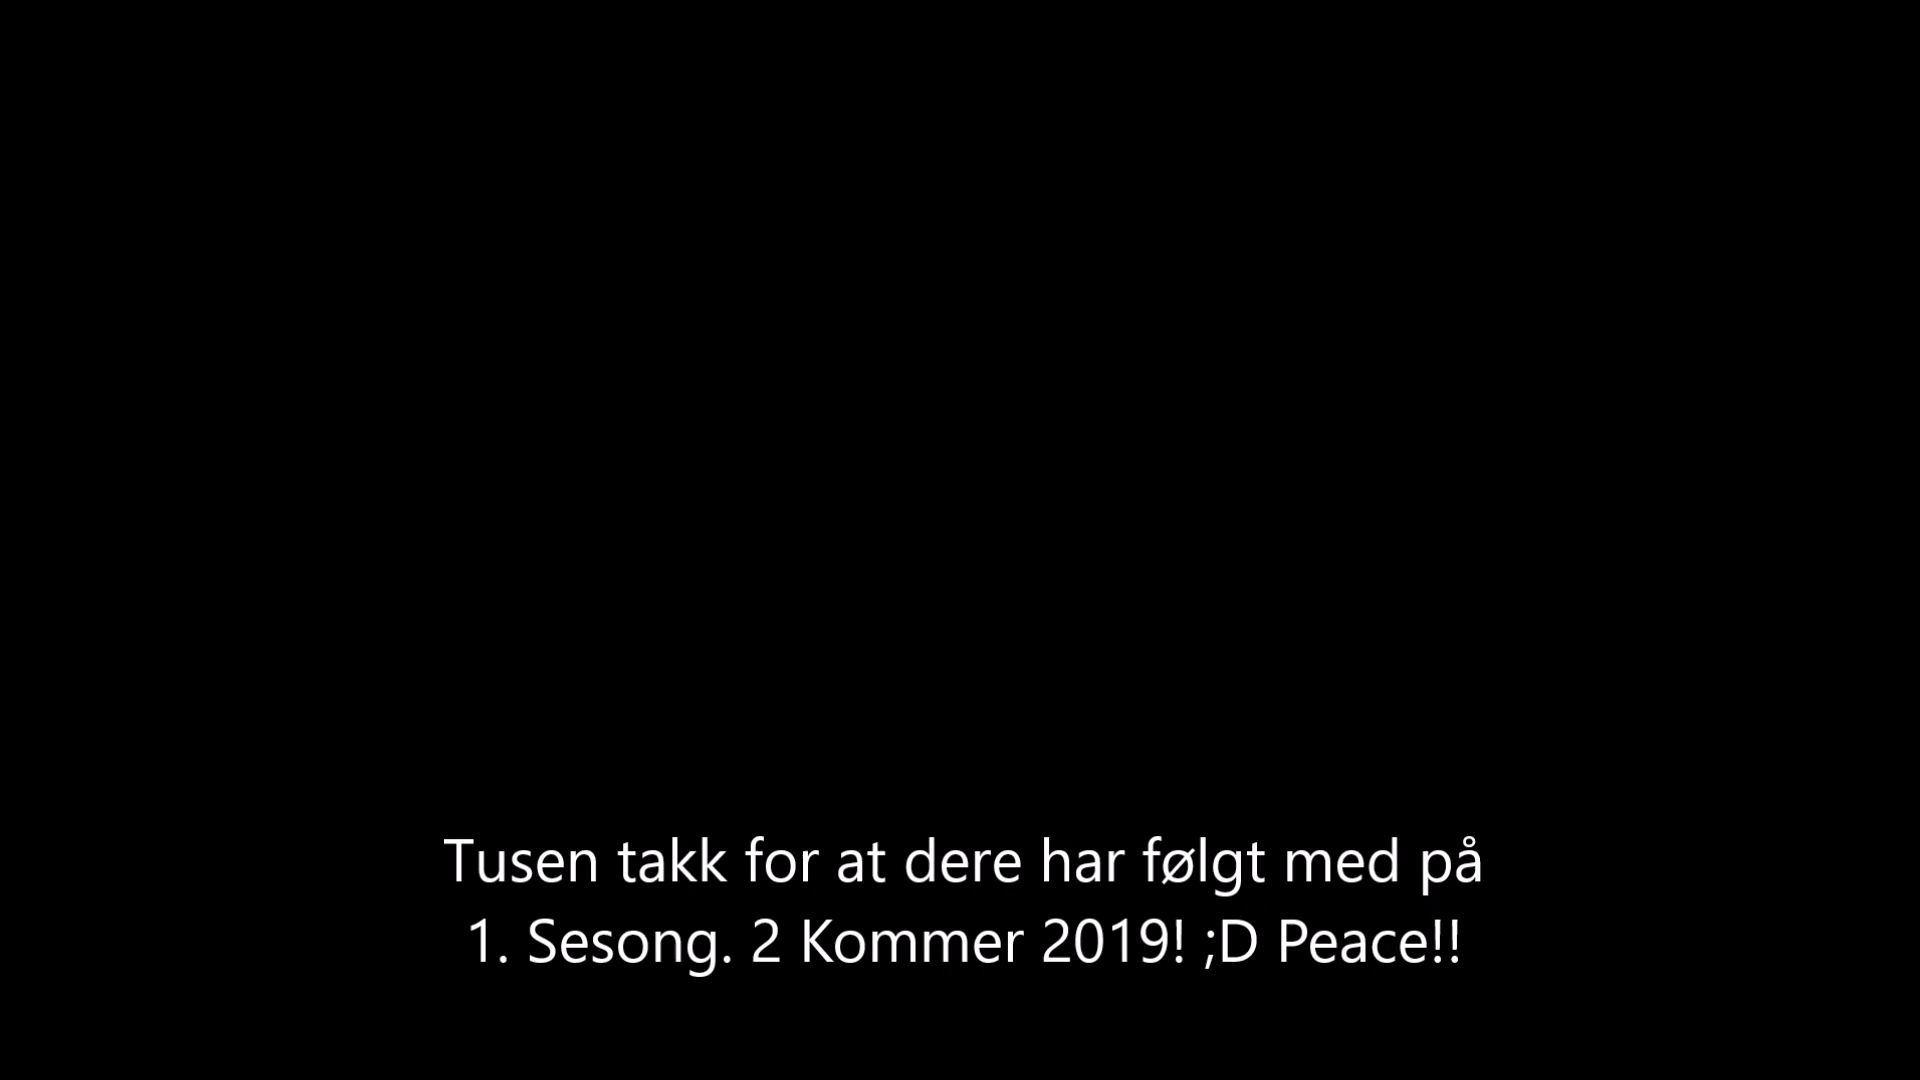 Tusen takk for at dere har følgt med på
1. Sesong. 2 Kommer 2019! ;D Peace!!